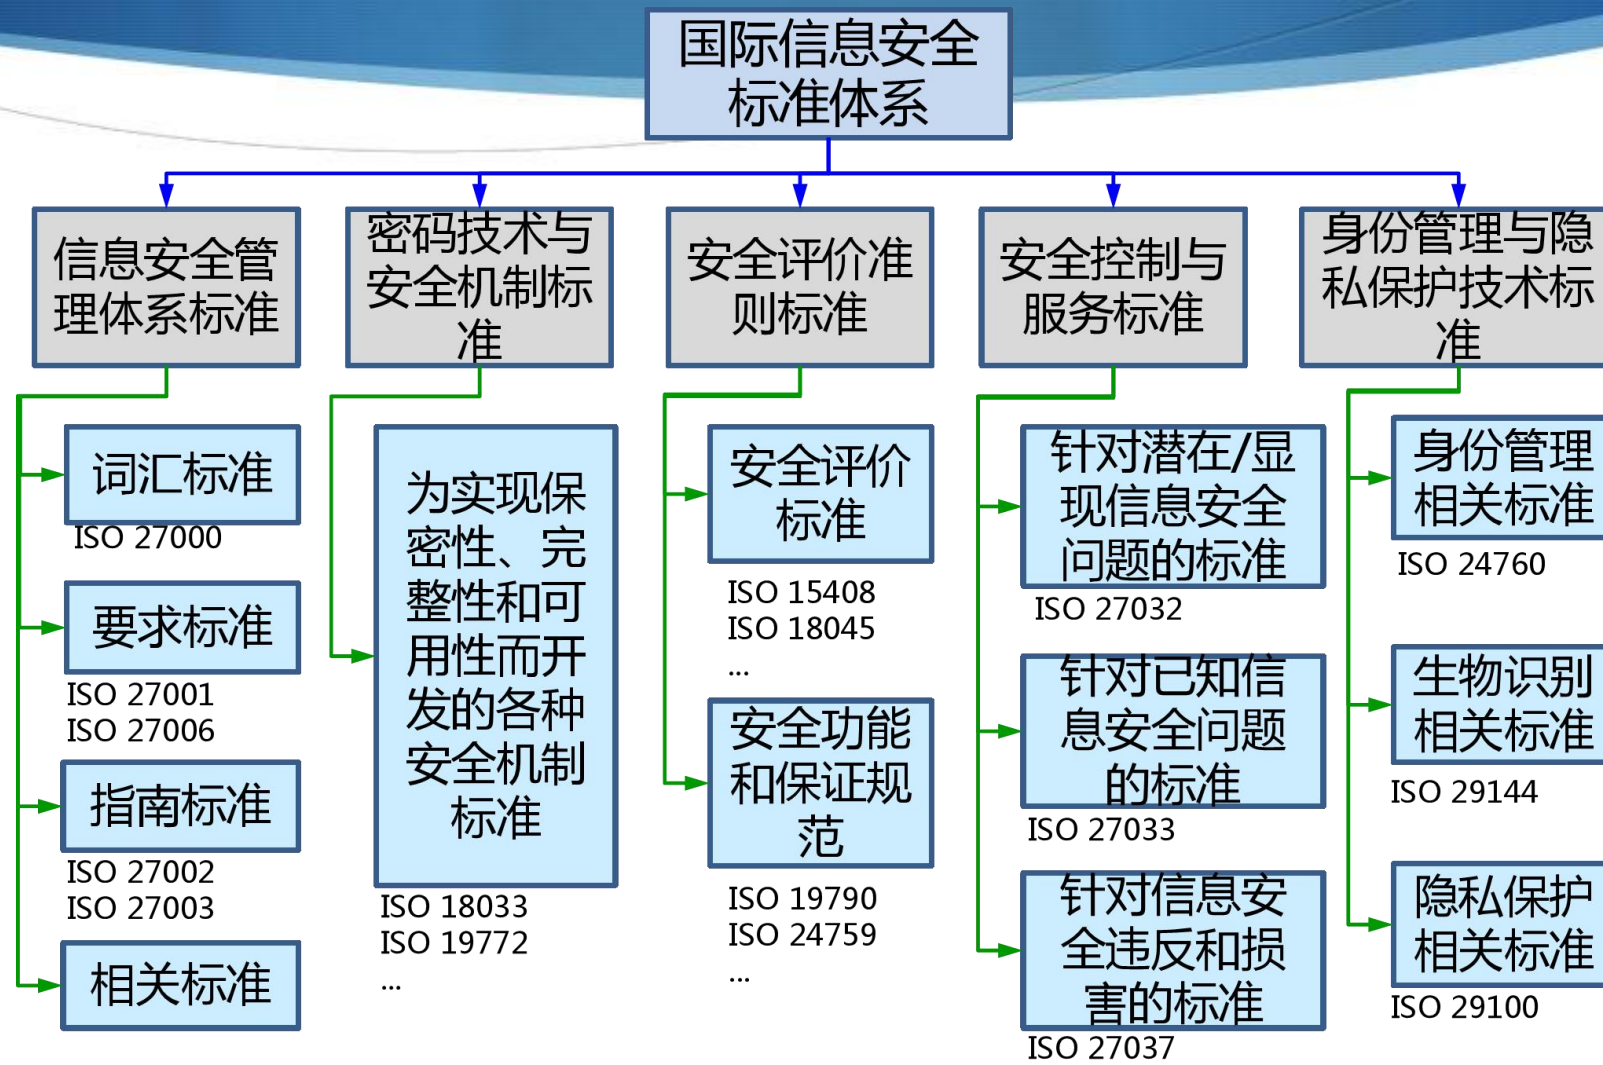 国际信息安全
标准体系
信息安全管
理体系标准
密码技术与
安全机制标
准
安全评价准
则标准
安全控制与
服务标准
身份管理与隐
私保护技术标
准
词汇标准
ISO 27000
要求标准
ISO 27001
ISO 27006
指南标准
ISO 27002
ISO 27003
相关标准
为实现保
密性、完
整性和可
用性而开
发的各种
安全机制
标准
ISO 18033
ISO 19772
...
安全评价
标准
ISO 15408
ISO 18045
...
安全功能
和保证规
范
ISO 19790
ISO 24759
...
针对潜在/显
现信息安全
问题的标准
ISO 27032
针对已知信
息安全问题
的标准
ISO 27033
针对信息安
全违反和损
害的标准
ISO 27037
身份管理
相关标准
ISO 24760
生物识别
相关标准
ISO 29144
隐私保护
相关标准
ISO 29100